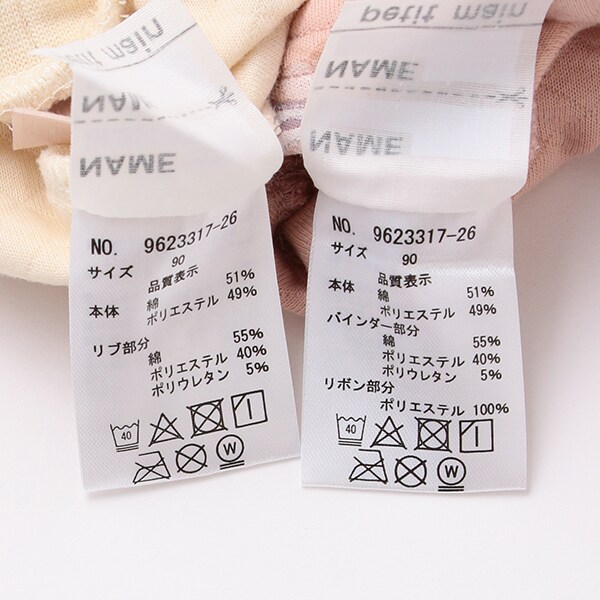 petit main
NAME
NAME
NO. 9623317-26
サイズ
90
品質表示
本体 綿 51%
ポリエステル 49%
リブ部分
綿 55%
ポリエステル 40%
ポリウレタン 5%
40
W
petit main
NAME
NAME
NO. 9623317-26
サイズ
90
品質表示
本体 綿 51%
ポリエステル 49%
バインダー部分
綿 55%
ポリエステル 40%
ポリウレタン 5%
リボン部分
ポリエステル 100%
40
W